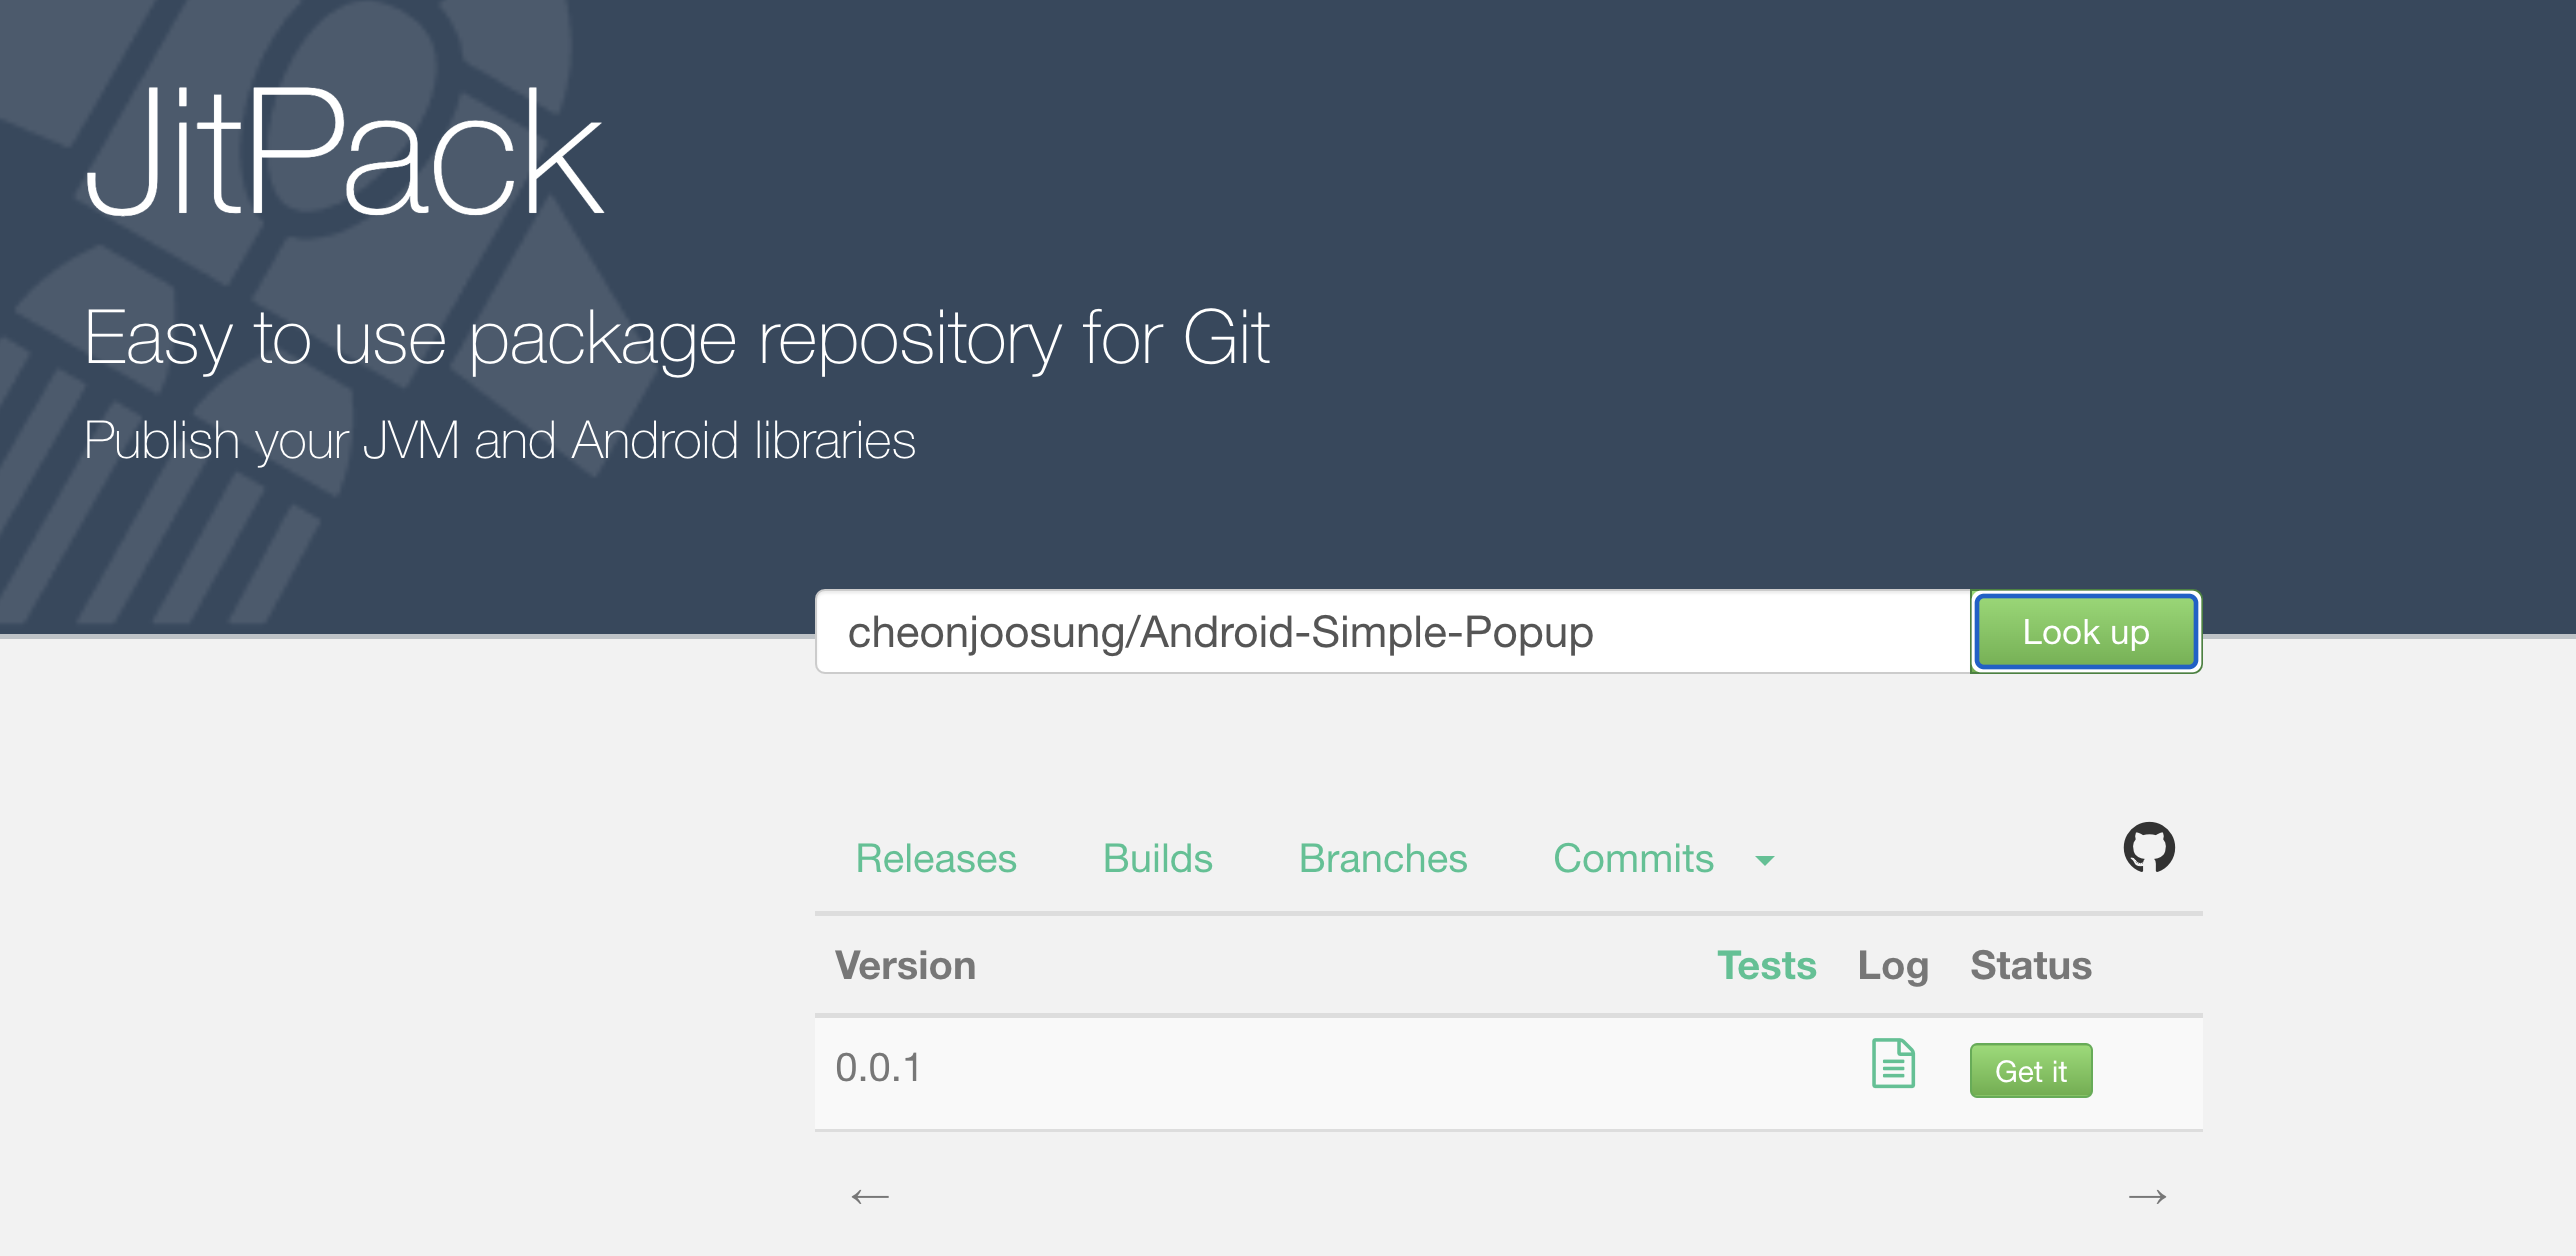 JitPack
Easy to use package repository for Git
Publish your JVM and Android libraries
cheonjoosung/Android-Simple-Popup Look up
Releases Builds Branches Commits
Version Tests Log Status
0.0.1 Get it
← →